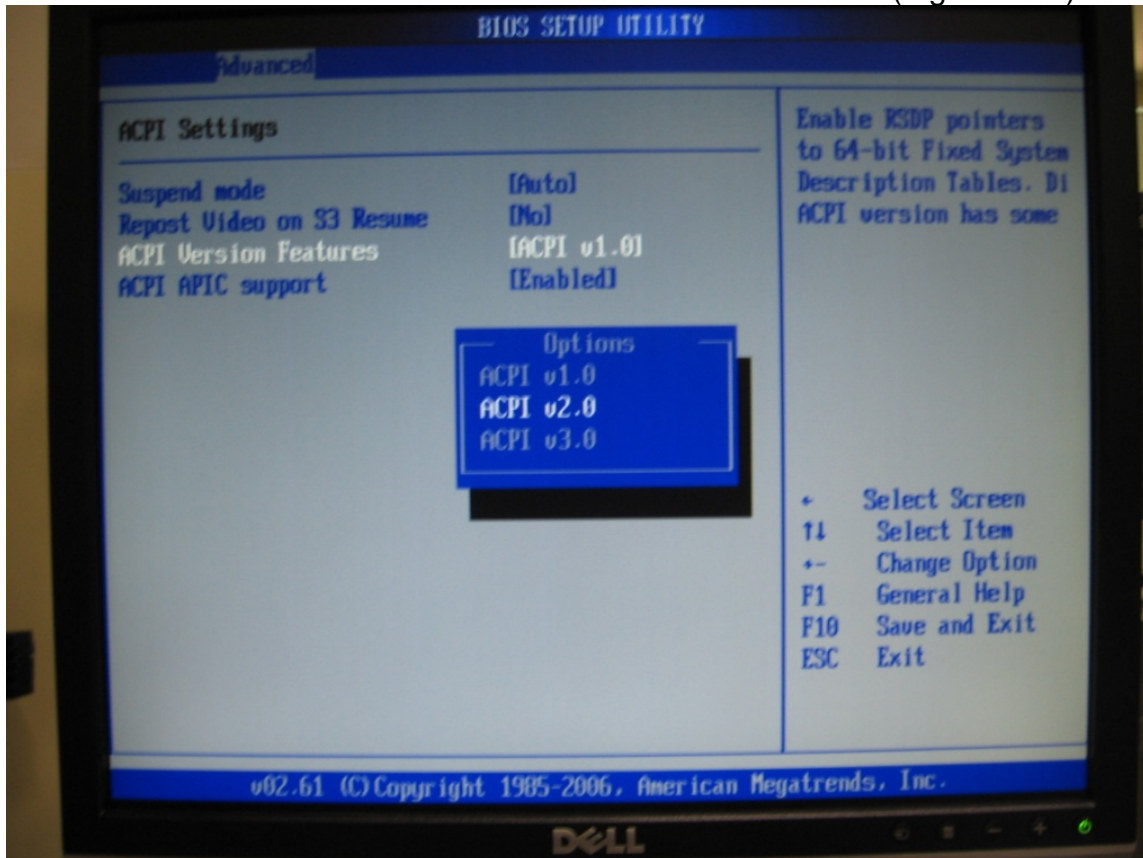 BIOS SETUP UTILITY
Advanced
ACPI Settings
Suspend mode [Auto]
Repost Video on S3 Resume [No]
ACPI Version Features [ACPI v1.0]
ACPI APIC support [Enabled]
Options
ACPI v1.0
ACPI v2.0
ACPI v3.0
Enable RSDP pointers
to 64-bit Fixed System
Description Tables. Di
ACPI version has some
← Select Screen
↑↓ Select Item
+- Change Option
F1 General Help
F10 Save and Exit
ESC Exit
v02.61 (C)Copyright 1985-2006, American Megatrends, Inc.
DELL